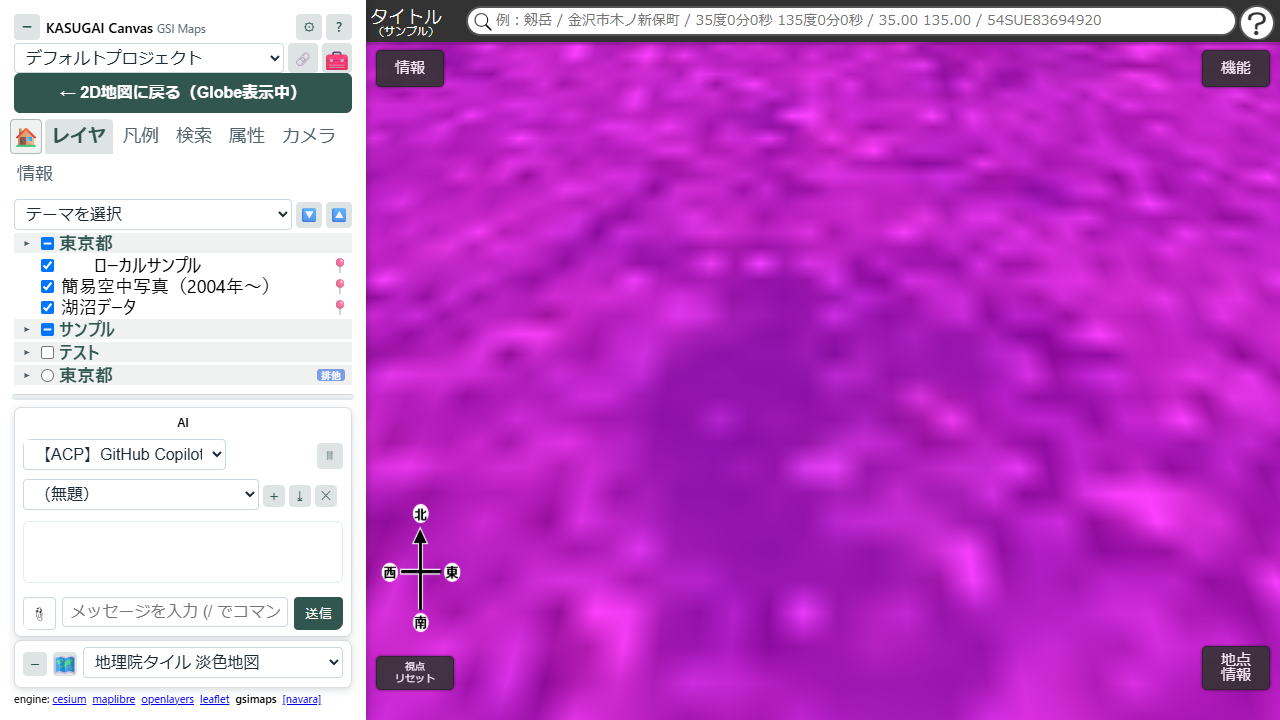 − KASUGAI Canvas GSI Maps ⚙ ?
デフォルトプロジェクト
← 2D地図に戻る（Globe表示中）
レイヤ 凡例 検索 属性 カメラ
情報
テーマを選択
東京都
ローカルサンプル
簡易空中写真（2004年～）
湖沼データ
サンプル
テスト
東京都 排他
AI
【ACP】GitHub Copilot
（無題） +
メッセージを入力 (/ でコマン 送信
− 地理院タイル 淡色地図
engine: cesium maplibre openlayers leaflet gsimaps [navara]
タイトル
（サンプル）
例：剱岳 / 金沢市木ノ新保町 / 35度0分0秒 135度0分0秒 / 35.00 135.00 / 54SUE83694920
?
情報
機能
北
西 東
南
視点
リセット
地点
情報